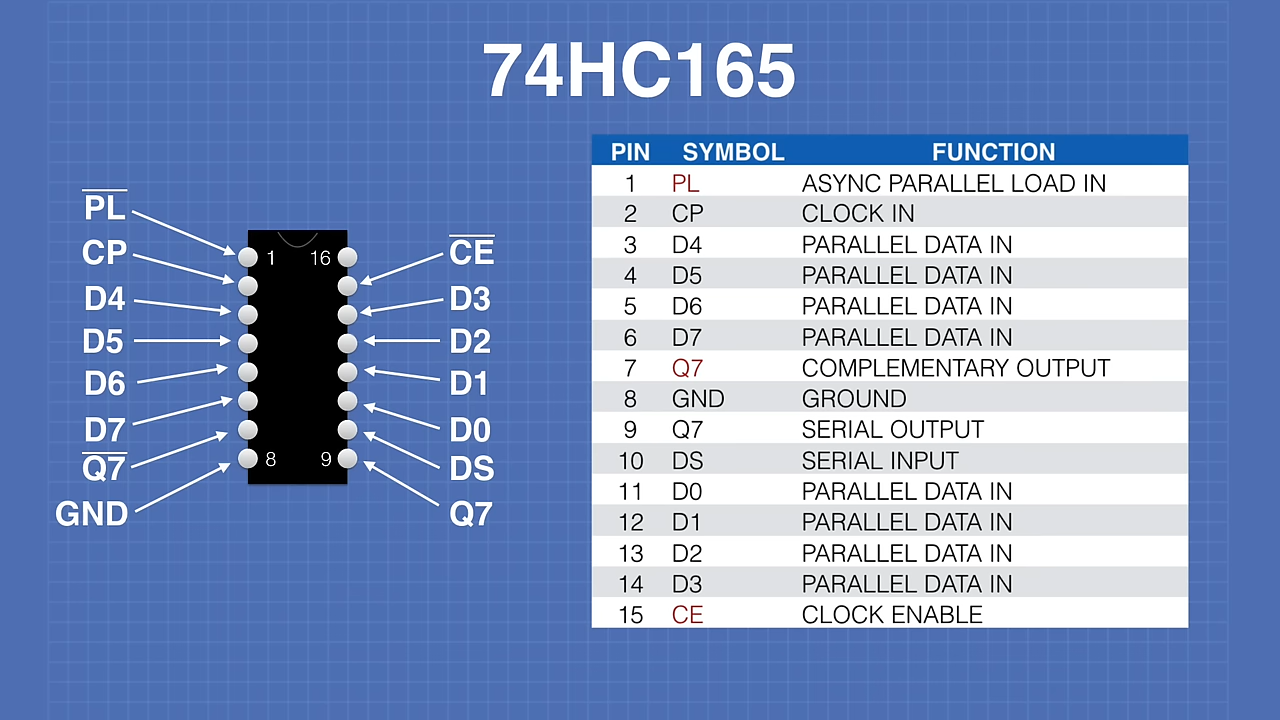 74HC165
PL
CP
D4
D5
D6
D7
Q7
GND
1 16
8 9
CE
D3
D2
D1
D0
DS
Q7
PIN SYMBOL FUNCTION
1 PL ASYNC PARALLEL LOAD IN
2 CP CLOCK IN
3 D4 PARALLEL DATA IN
4 D5 PARALLEL DATA IN
5 D6 PARALLEL DATA IN
6 D7 PARALLEL DATA IN
7 Q7 COMPLEMENTARY OUTPUT
8 GND GROUND
9 Q7 SERIAL OUTPUT
10 DS SERIAL INPUT
11 D0 PARALLEL DATA IN
12 D1 PARALLEL DATA IN
13 D2 PARALLEL DATA IN
14 D3 PARALLEL DATA IN
15 CE CLOCK ENABLE